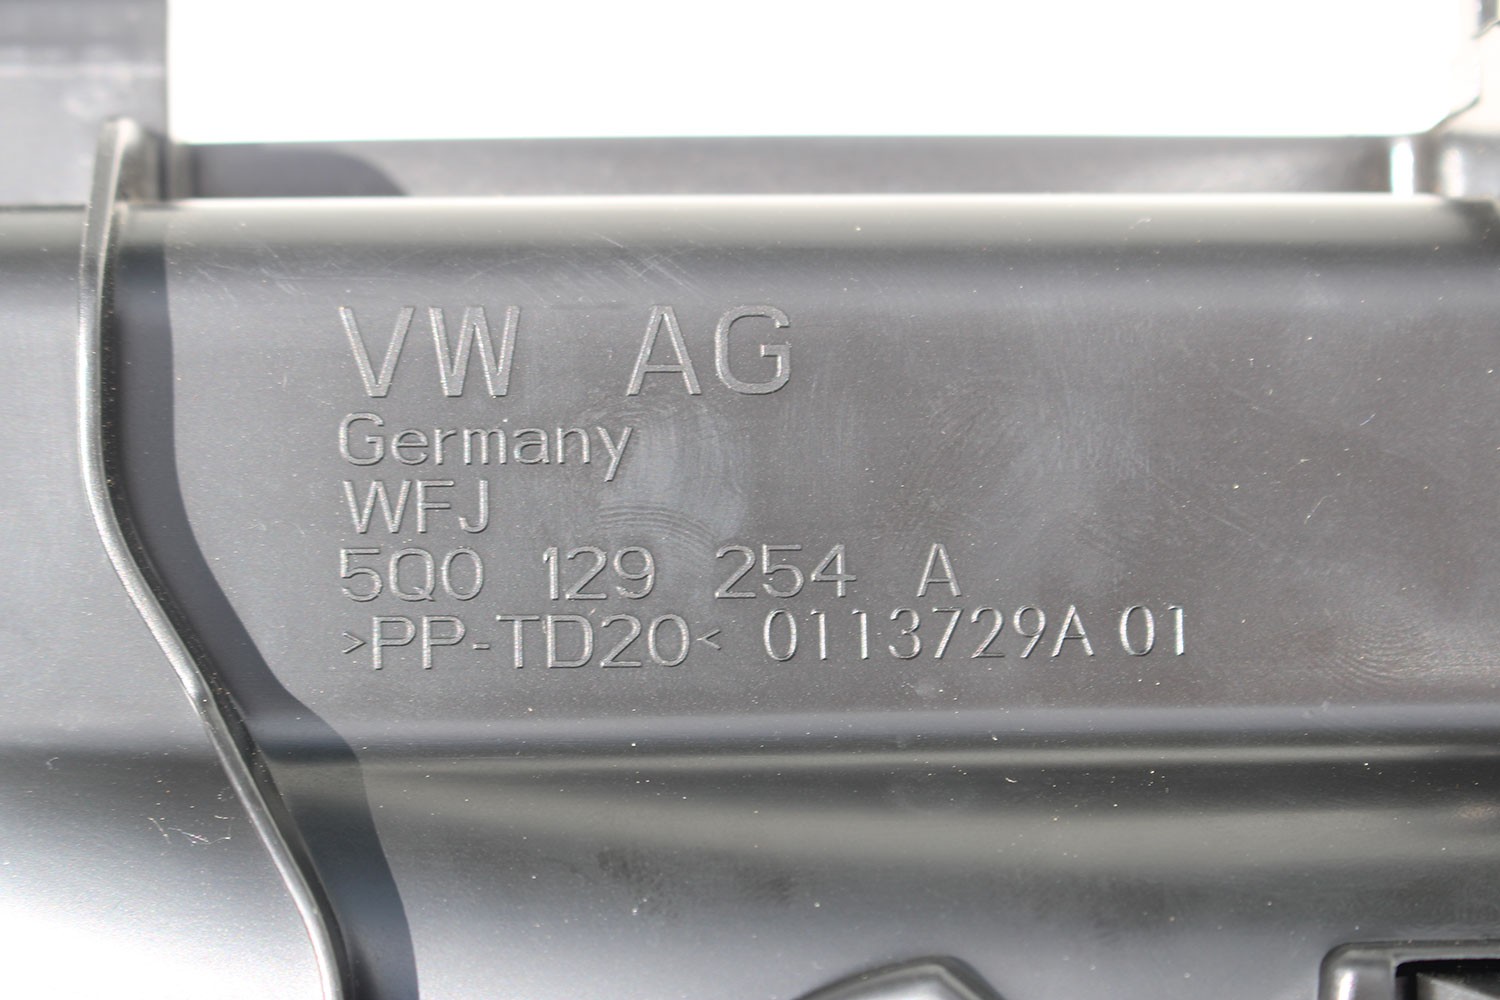 VW AG
Germany
WFJ
5Q0 129 254 A
>PP-TD20< 0113729A 01